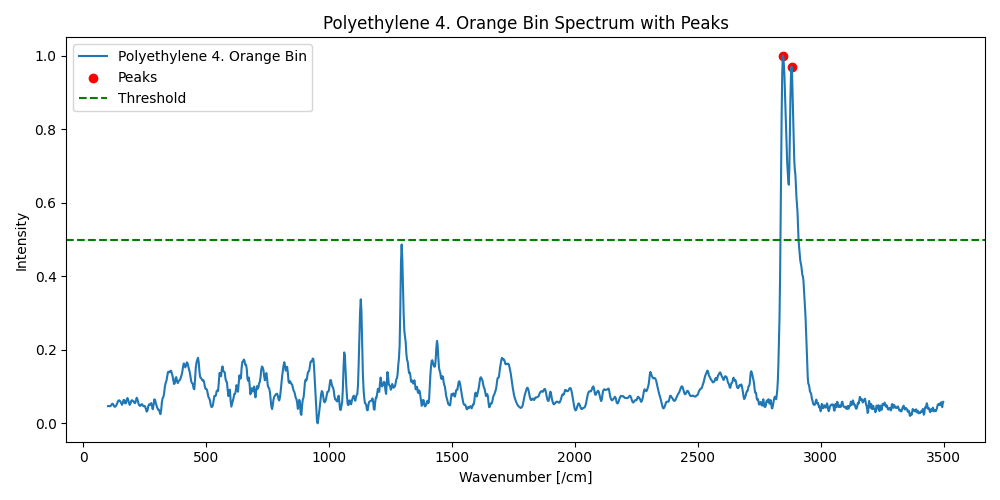 Polyethylene 4. Orange Bin Spectrum with Peaks
Polyethylene 4. Orange Bin
Peaks
Threshold
Intensity
1.0
0.8
0.6
0.4
0.2
0.0
0 500 1000 1500 2000 2500 3000 3500
Wavenumber [/cm]